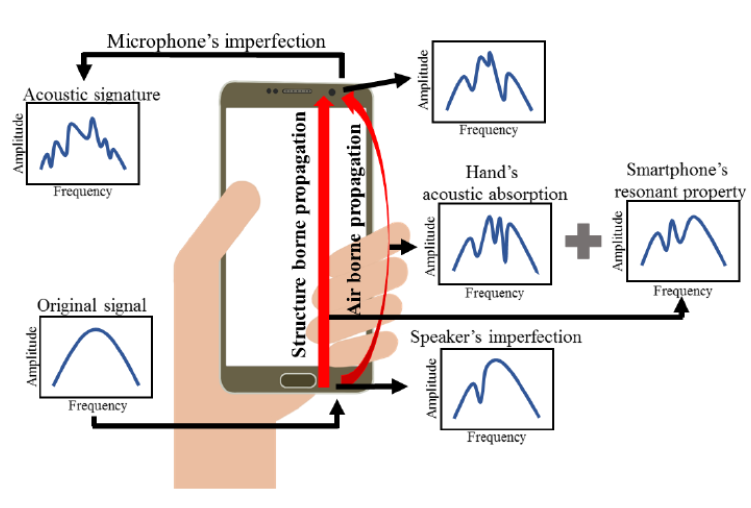 Microphone's imperfection
Acoustic signature
Amplitude
Frequency
Amplitude
Frequency
Structure borne propagation
Air borne propagation
Hand's
acoustic absorption
Amplitude
Frequency
Smartphone's
resonant property
Amplitude
Frequency
Original signal
Amplitude
Frequency
Speaker's imperfection
Amplitude
Frequency